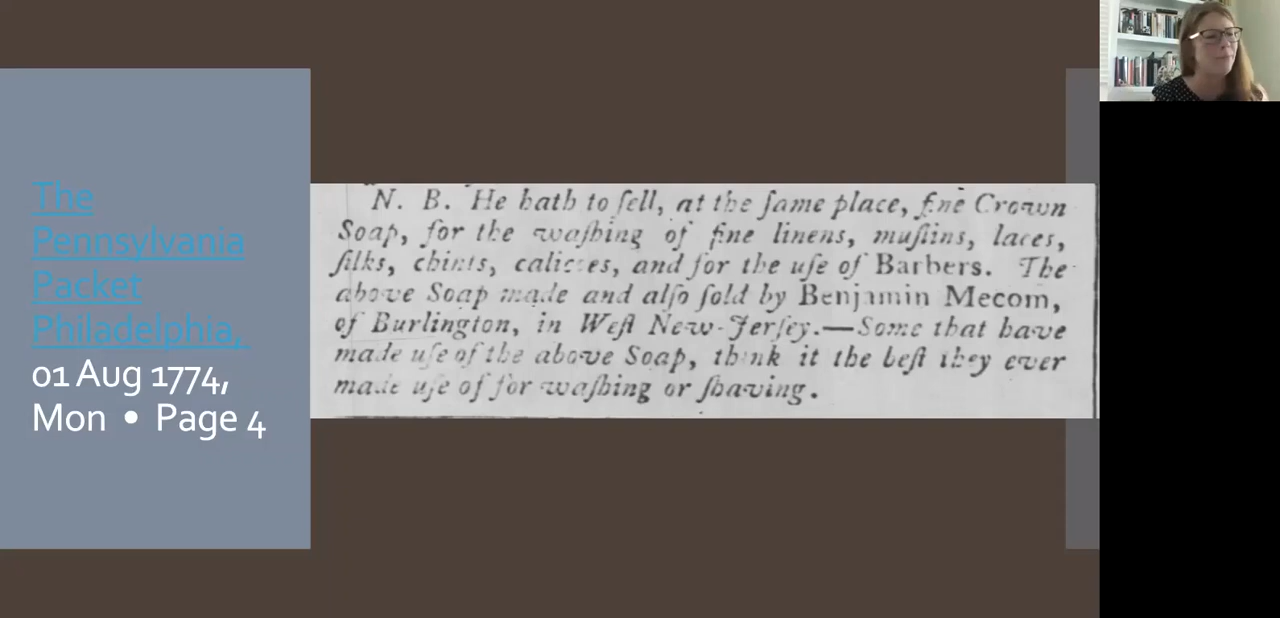 The
Pennsylvania
Packet
Philadelphia,
01 Aug 1774,
Mon • Page 4
N. B. He hath to ſell, at the ſame place, fine Crown
Soap, for the waſhing of fine linens, muſlins, laces,
ſilks, chints, calicoes, and for the uſe of Barbers. The
above Soap made and alſo ſold by Benjamin Mecom,
of Burlington, in Weſt New-Jerſey.—Some that have
made uſe of the above Soap, think it the beſt they ever
made uſe of for waſhing or ſhaving.